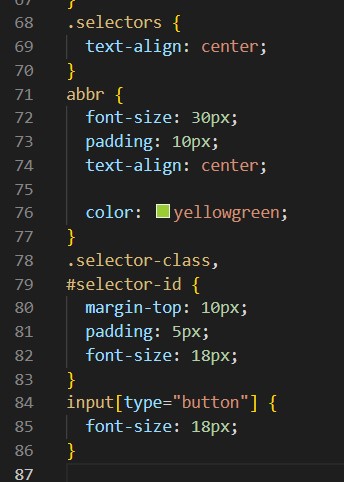 67 }
68 .selectors {
69 text-align: center;
70 }
71 abbr {
72 font-size: 30px;
73 padding: 10px;
74 text-align: center;
75
76 color: yellowgreen;
77 }
78 .selector-class,
79 #selector-id {
80 margin-top: 10px;
81 padding: 5px;
82 font-size: 18px;
83 }
84 input[type="button"] {
85 font-size: 18px;
86 }
87